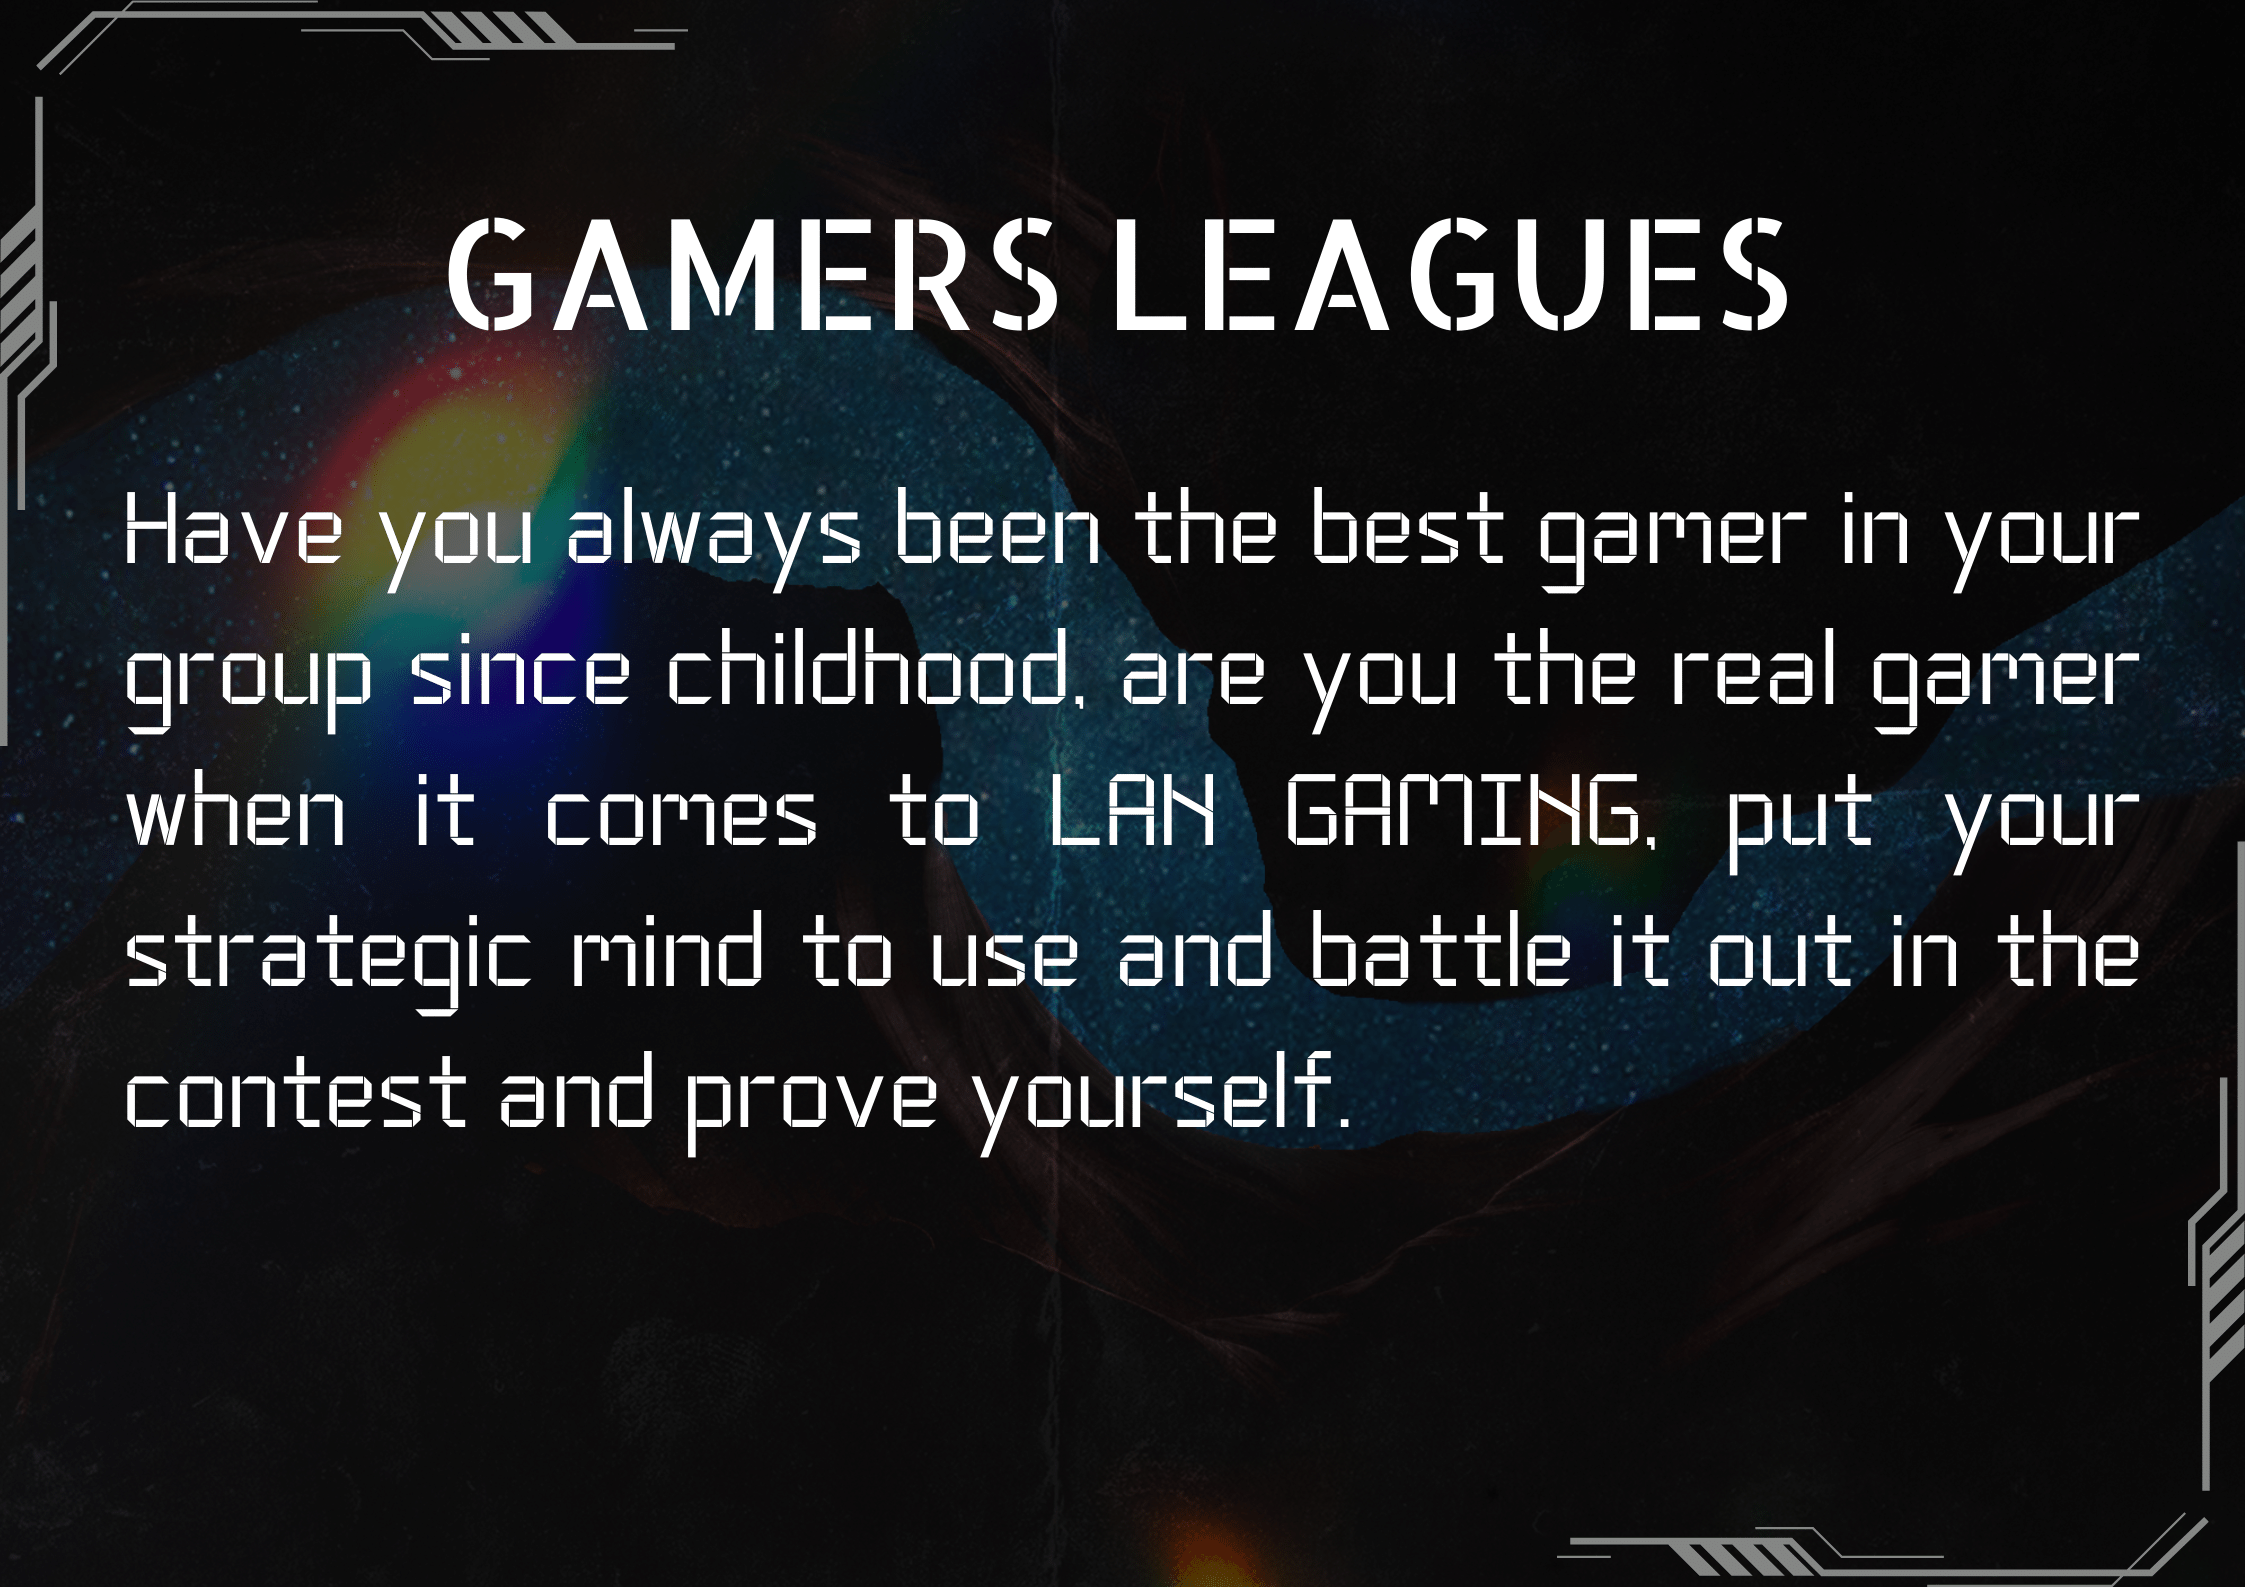 GAMERS LEAGUES
Have you always been the best gamer in your
group since childhood, are you the real gamer
when it comes to LAN GAMING, put your
strategic mind to use and battle it out in the
contest and prove yourself.